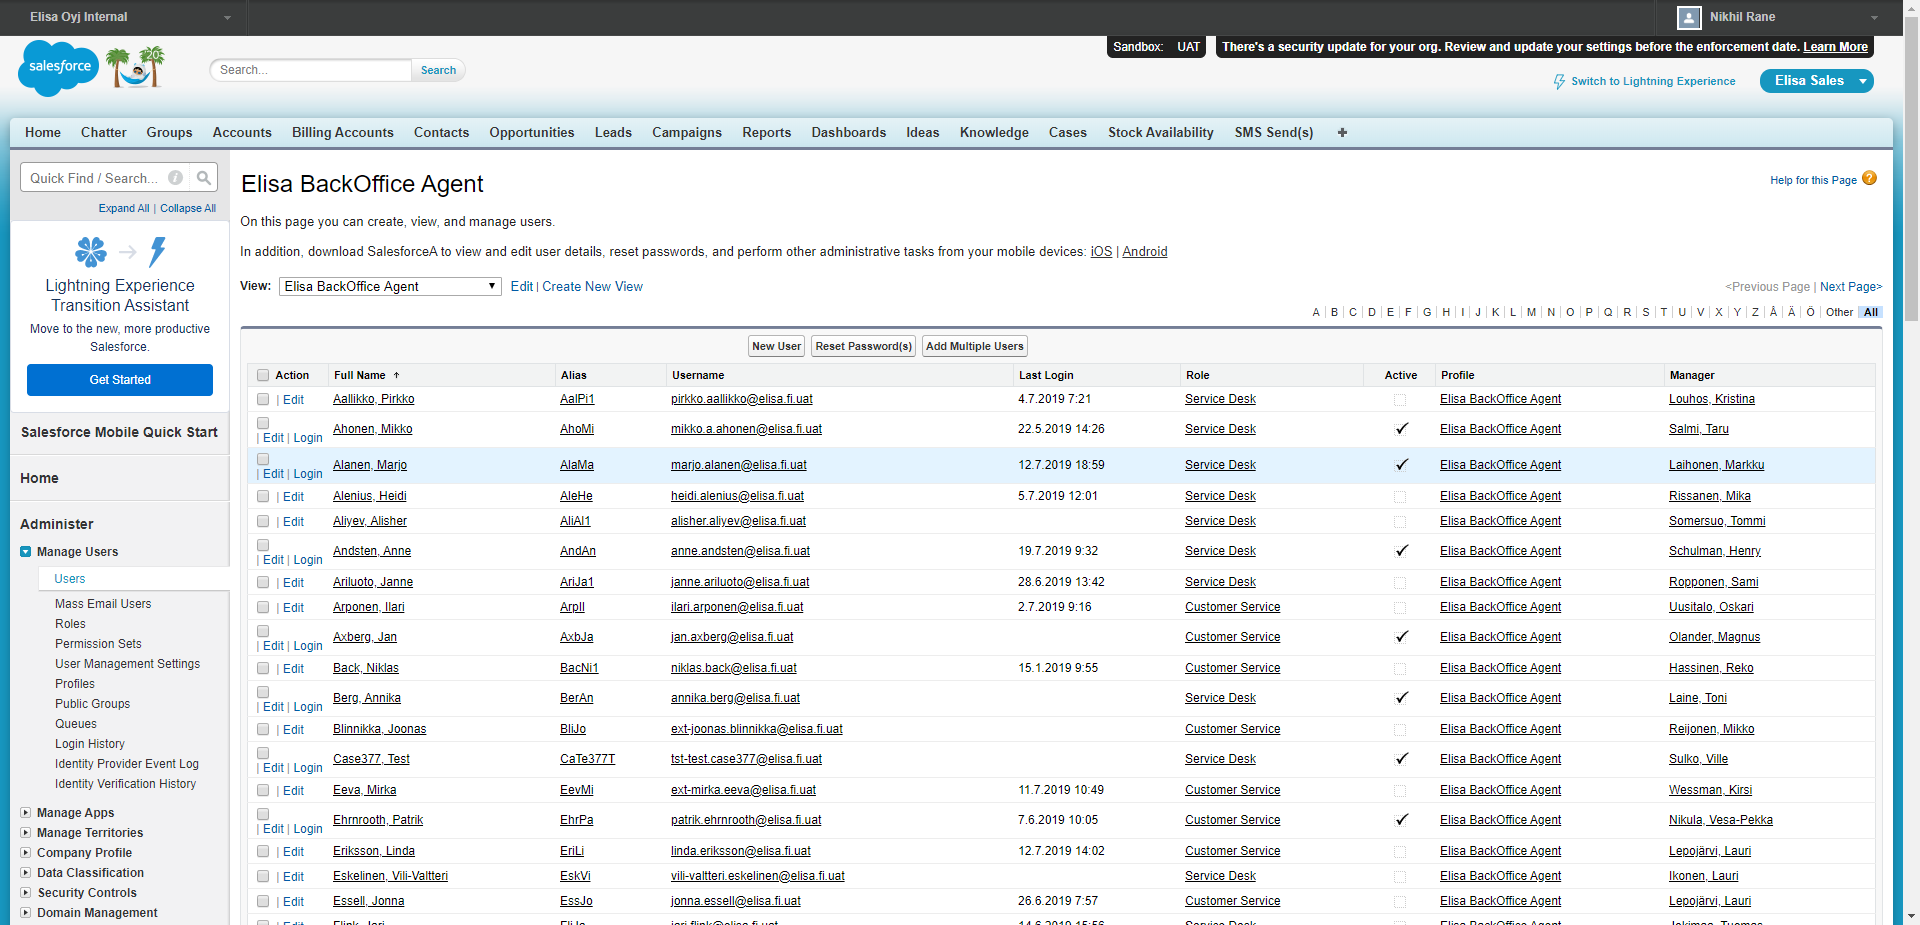 Elisa Oyj Internal
Nikhil Rane
salesforce
20
Search...
Search
Sandbox: UAT
There's a security update for your org. Review and update your settings before the enforcement date. Learn More
Switch to Lightning Experience
Elisa Sales
Home Chatter Groups Accounts Billing Accounts Contacts Opportunities Leads Campaigns Reports Dashboards Ideas Knowledge Cases Stock Availability SMS Send(s) +
Quick Find / Search...
Expand All | Collapse All
Lightning Experience
Transition Assistant
Move to the new, more productive
Salesforce.
Get Started
Salesforce Mobile Quick Start
Home
Administer
Manage Users
Users
Mass Email Users
Roles
Permission Sets
User Management Settings
Profiles
Public Groups
Queues
Login History
Identity Provider Event Log
Identity Verification History
Manage Apps
Manage Territories
Company Profile
Data Classification
Security Controls
Domain Management
Elisa BackOffice Agent
Help for this Page ?
On this page you can create, view, and manage users.
In addition, download SalesforceA to view and edit user details, reset passwords, and perform other administrative tasks from your mobile devices: iOS | Android
View: Elisa BackOffice Agent Edit | Create New View
<Previous Page | Next Page>
A | B | C | D | E | F | G | H | I | J | K | L | M | N | O | P | Q | R | S | T | U | V | X | Y | Z | Å | Ä | Ö | Other | All
New User Reset Password(s) Add Multiple Users
Action Full Name ↑ Alias Username Last Login Role Active Profile Manager
| Edit Aallikko, Pirkko AalPi1 pirkko.aallikko@elisa.fi.uat 4.7.2019 7:21 Service Desk Elisa BackOffice Agent Louhos, Kristina
| Edit | Login Ahonen, Mikko AhoMi mikko.a.ahonen@elisa.fi.uat 22.5.2019 14:26 Service Desk ✓ Elisa BackOffice Agent Salmi, Taru
| Edit | Login Alanen, Marjo AlaMa marjo.alanen@elisa.fi.uat 12.7.2019 18:59 Service Desk ✓ Elisa BackOffice Agent Laihonen, Markku
| Edit Alenius, Heidi AleHe heidi.alenius@elisa.fi.uat 5.7.2019 12:01 Service Desk Elisa BackOffice Agent Rissanen, Mika
| Edit Aliyev, Alisher AliAl1 alisher.aliyev@elisa.fi.uat Service Desk Elisa BackOffice Agent Somersuo, Tommi
| Edit | Login Andsten, Anne AndAn anne.andsten@elisa.fi.uat 19.7.2019 9:32 Service Desk ✓ Elisa BackOffice Agent Schulman, Henry
| Edit Ariluoto, Janne AriJa1 janne.ariluoto@elisa.fi.uat 28.6.2019 13:42 Service Desk Elisa BackOffice Agent Ropponen, Sami
| Edit Arponen, Ilari ArpIl ilari.arponen@elisa.fi.uat 2.7.2019 9:16 Customer Service Elisa BackOffice Agent Uusitalo, Oskari
| Edit | Login Axberg, Jan AxbJa jan.axberg@elisa.fi.uat Customer Service ✓ Elisa BackOffice Agent Olander, Magnus
| Edit Back, Niklas BacNi1 niklas.back@elisa.fi.uat 15.1.2019 9:55 Customer Service Elisa BackOffice Agent Hassinen, Reko
| Edit | Login Berg, Annika BerAn annika.berg@elisa.fi.uat Service Desk ✓ Elisa BackOffice Agent Laine, Toni
| Edit Blinnikka, Joonas BliJo ext-joonas.blinnikka@elisa.fi.uat Customer Service Elisa BackOffice Agent Reijonen, Mikko
| Edit | Login Case377, Test CaTe377T tst-test.case377@elisa.fi.uat Service Desk ✓ Elisa BackOffice Agent Sulko, Ville
| Edit Eeva, Mirka EevMi ext-mirka.eeva@elisa.fi.uat 11.7.2019 10:49 Customer Service Elisa BackOffice Agent Wessman, Kirsi
| Edit | Login Ehrnrooth, Patrik EhrPa patrik.ehrnrooth@elisa.fi.uat 7.6.2019 10:05 Customer Service ✓ Elisa BackOffice Agent Nikula, Vesa-Pekka
| Edit Eriksson, Linda EriLi linda.eriksson@elisa.fi.uat 12.7.2019 14:02 Customer Service Elisa BackOffice Agent Lepojärvi, Lauri
| Edit Eskelinen, Vili-Valtteri EskVi vili-valtteri.eskelinen@elisa.fi.uat Service Desk Elisa BackOffice Agent Ikonen, Lauri
| Edit Essell, Jonna EssJo jonna.essell@elisa.fi.uat 26.6.2019 7:57 Customer Service Elisa BackOffice Agent Lepojärvi, Lauri